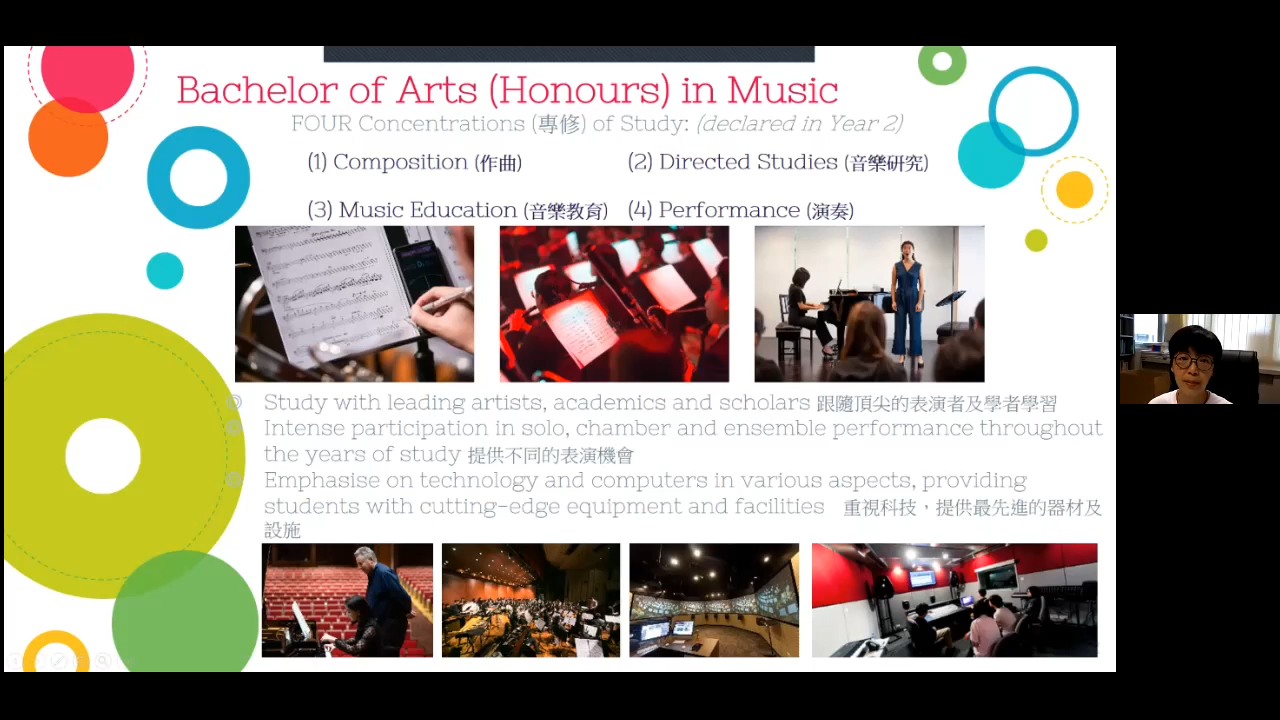 Bachelor of Arts (Honours) in Music
FOUR Concentrations (專修) of Study: (declared in Year 2)
(1) Composition (作曲)
(2) Directed Studies (音樂研究)
(3) Music Education (音樂教育)
(4) Performance (演奏)
Study with leading artists, academics and scholars 跟隨頂尖的表演者及學者學習
Intense participation in solo, chamber and ensemble performance throughout
the years of study 提供不同的表演機會
Emphasise on technology and computers in various aspects, providing
students with cutting-edge equipment and facilities 重視科技，提供最先進的器材及
設施